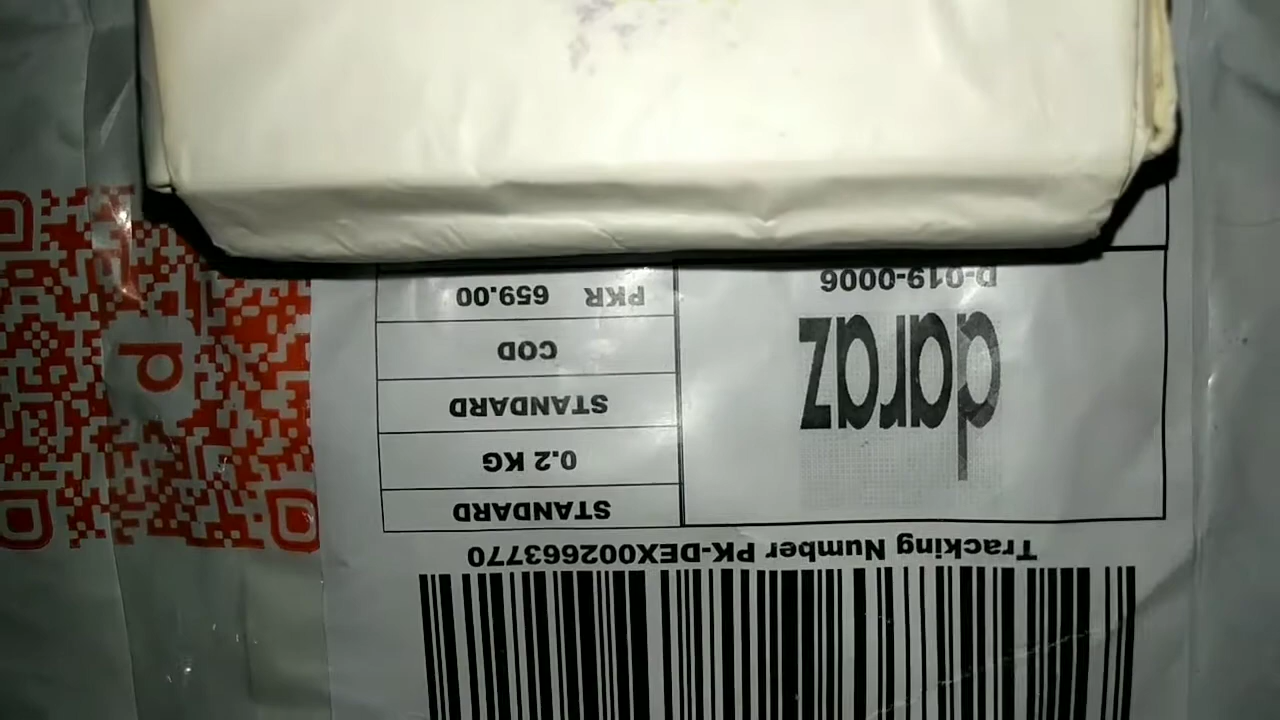 Tracking Number PK-DEX002663770
STANDARD
0.2 KG
STANDARD
COD
PKR 659.00
daraz
D-019-0006
d